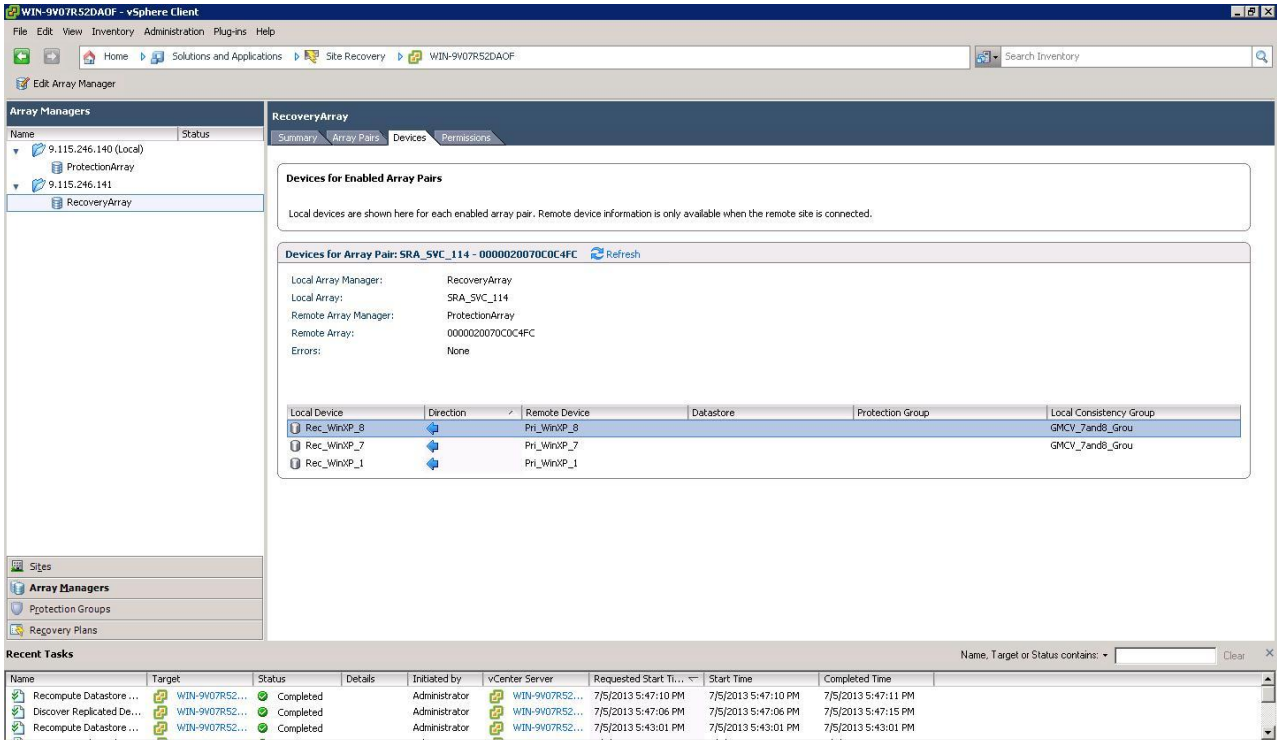 WIN-9V07R52DAOF - vSphere Client
File Edit View Inventory Administration Plug-ins Help
Home Solutions and Applications Site Recovery WIN-9V07R52DAOF Search Inventory
Edit Array Manager
Array Managers
Name Status
9.115.246.140 (Local)
ProtectionArray
9.115.246.141
RecoveryArray
Sites
Array Managers
Protection Groups
Recovery Plans
RecoveryArray
Summary Array Pairs Devices Permissions
Devices for Enabled Array Pairs
Local devices are shown here for each enabled array pair. Remote device information is only available when the remote site is connected.
Devices for Array Pair: SRA_SVC_114 - 0000020070C0C4FC Refresh
Local Array Manager: RecoveryArray
Local Array: SRA_SVC_114
Remote Array Manager: ProtectionArray
Remote Array: 0000020070C0C4FC
Errors: None
Local Device Direction Remote Device Datastore Protection Group Local Consistency Group
Rec_WinXP_8 Pri_WinXP_8 GMCV_7and8_Grou
Rec_WinXP_7 Pri_WinXP_7 GMCV_7and8_Grou
Rec_WinXP_1 Pri_WinXP_1
Recent Tasks Name, Target or Status contains: Clear
Name Target Status Details Initiated by vCenter Server Requested Start Ti... Start Time Completed Time
Recompute Datastore ... WIN-9V07R52... Completed Administrator WIN-9V07R52... 7/5/2013 5:47:10 PM 7/5/2013 5:47:10 PM 7/5/2013 5:47:11 PM
Discover Replicated De... WIN-9V07R52... Completed Administrator WIN-9V07R52... 7/5/2013 5:47:06 PM 7/5/2013 5:47:06 PM 7/5/2013 5:47:15 PM
Recompute Datastore ... WIN-9V07R52... Completed Administrator WIN-9V07R52... 7/5/2013 5:43:01 PM 7/5/2013 5:43:01 PM 7/5/2013 5:43:01 PM